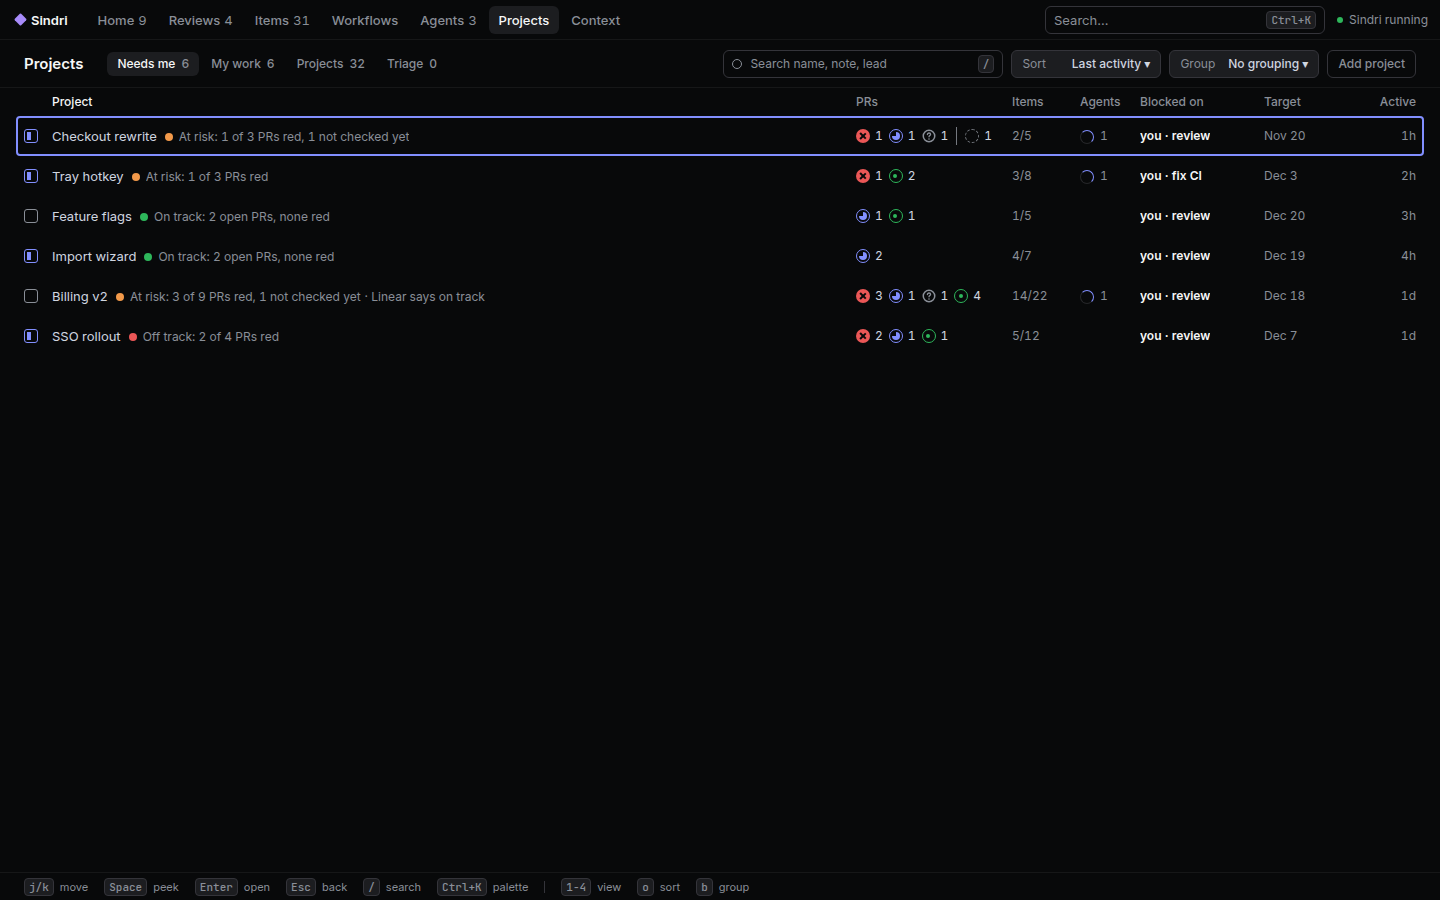 Sindri Home 9 Reviews 4 Items 31 Workflows Agents 3 Projects Context Search... Ctrl+K Sindri running
Projects Needs me 6 My work 6 Projects 32 Triage 0 Search name, note, lead / Sort Last activity ▾ Group No grouping ▾ Add project
Project PRs Items Agents Blocked on Target Active
Checkout rewrite At risk: 1 of 3 PRs red, 1 not checked yet 1 1 1 1 2/5 1 you · review Nov 20 1h
Tray hotkey At risk: 1 of 3 PRs red 1 2 3/8 1 you · fix CI Dec 3 2h
Feature flags On track: 2 open PRs, none red 1 1 1/5 you · review Dec 20 3h
Import wizard On track: 2 open PRs, none red 2 4/7 you · review Dec 19 4h
Billing v2 At risk: 3 of 9 PRs red, 1 not checked yet · Linear says on track 3 1 1 4 14/22 1 you · review Dec 18 1d
SSO rollout Off track: 2 of 4 PRs red 2 1 1 5/12 you · review Dec 7 1d
j/k move Space peek Enter open Esc back / search Ctrl+K palette 1-4 view o sort b group